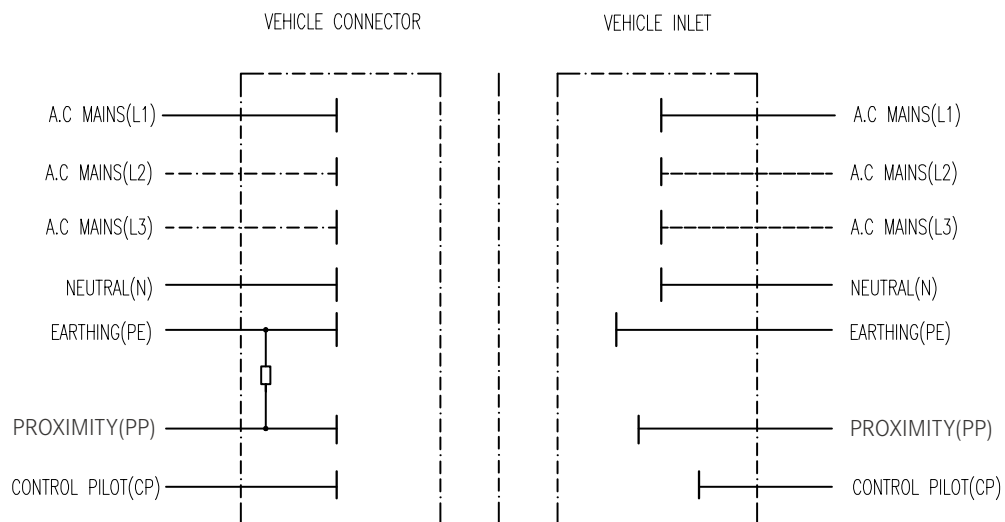 VEHICLE CONNECTOR
VEHICLE INLET
A.C MAINS(L1)
A.C MAINS(L1)
A.C MAINS(L2)
A.C MAINS(L2)
A.C MAINS(L3)
A.C MAINS(L3)
NEUTRAL(N)
NEUTRAL(N)
EARTHING(PE)
EARTHING(PE)
PROXIMITY(PP)
PROXIMITY(PP)
CONTROL PILOT(CP)
CONTROL PILOT(CP)